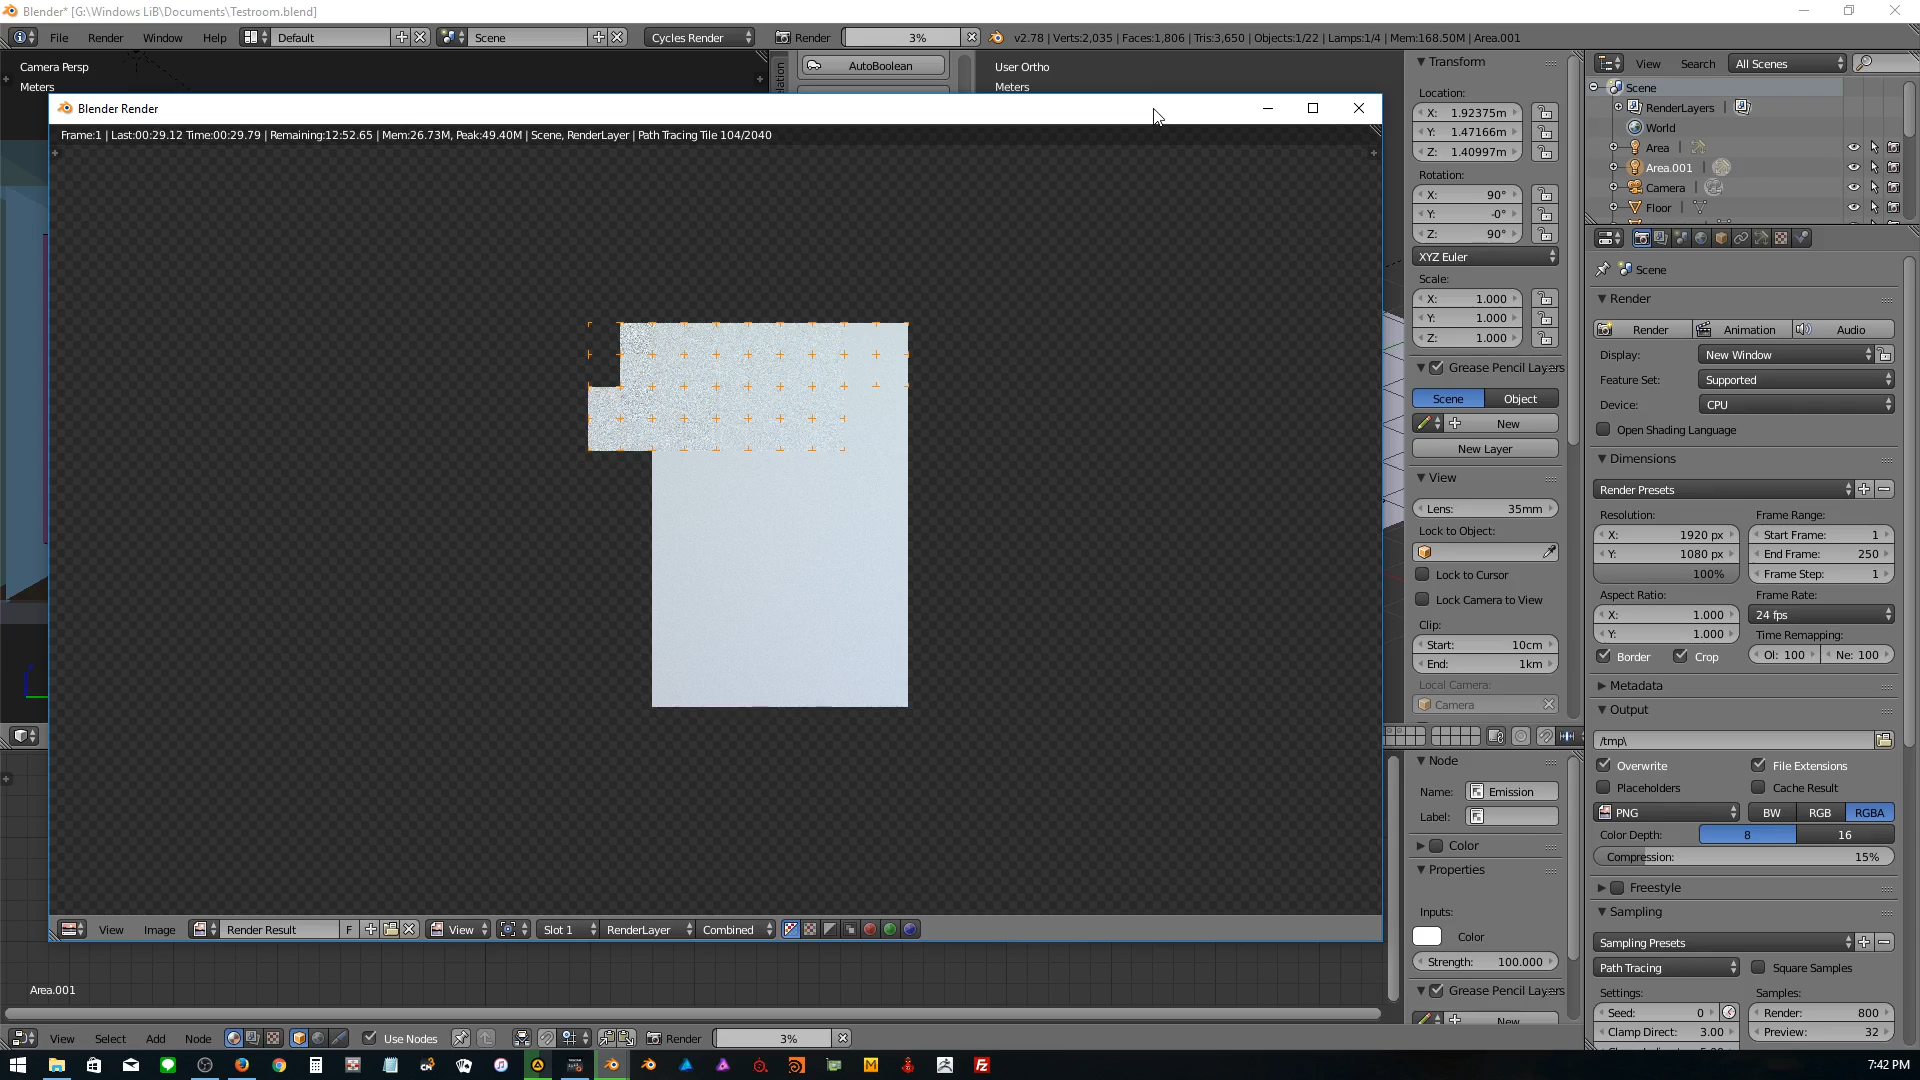 Blender* [G:\Windows LiB\Documents\Testroom.blend]
File Render Window Help Default Scene Cycles Render Render 3% v2.78 | Verts:2,035 | Faces:1,806 | Tris:3,650 | Objects:1/22 | Lamps:1/4 | Mem:168.50M | Area.001
Camera Persp
Meters
AutoBoolean
User Ortho
Meters
Blender Render
Frame:1 | Last:00:29.12 Time:00:29.79 | Remaining:12:52.65 | Mem:26.73M, Peak:49.40M | Scene, RenderLayer | Path Tracing Tile 104/2040
View Image Render Result F View Slot 1 RenderLayer Combined
Area.001
View Select Add Node Use Nodes Render 3%
Transform
Location:
X: 1.92375m
Y: 1.47166m
Z: 1.40997m
Rotation:
X: 90°
Y: -0°
Z: 90°
XYZ Euler
Scale:
X: 1.000
Y: 1.000
Z: 1.000
Grease Pencil Layers
Scene Object
New
New Layer
View
Lens: 35mm
Lock to Object:
Lock to Cursor
Lock Camera to View
Clip:
Start: 10cm
End: 1km
Local Camera:
Camera
Node
Name: Emission
Label:
Color
Properties
Inputs:
Color
Strength: 100.000
Grease Pencil Layers
New
View Search All Scenes
Scene
RenderLayers
World
Area
Area.001
Camera
Floor
Scene
Render
Render Animation Audio
Display: New Window
Feature Set: Supported
Device: CPU
Open Shading Language
Dimensions
Render Presets
Resolution: Frame Range:
X: 1920 px Start Frame: 1
Y: 1080 px End Frame: 250
100% Frame Step: 1
Aspect Ratio: Frame Rate:
X: 1.000 24 fps
Y: 1.000 Time Remapping:
Border Crop Ol: 100 Ne: 100
Metadata
Output
/tmp\
Overwrite File Extensions
Placeholders Cache Result
PNG BW RGB RGBA
Color Depth: 8 16
Compression: 15%
Freestyle
Sampling
Sampling Presets
Path Tracing Square Samples
Settings: Samples:
Seed: 0 Render: 800
Clamp Direct: 3.00 Preview: 32
7:42 PM